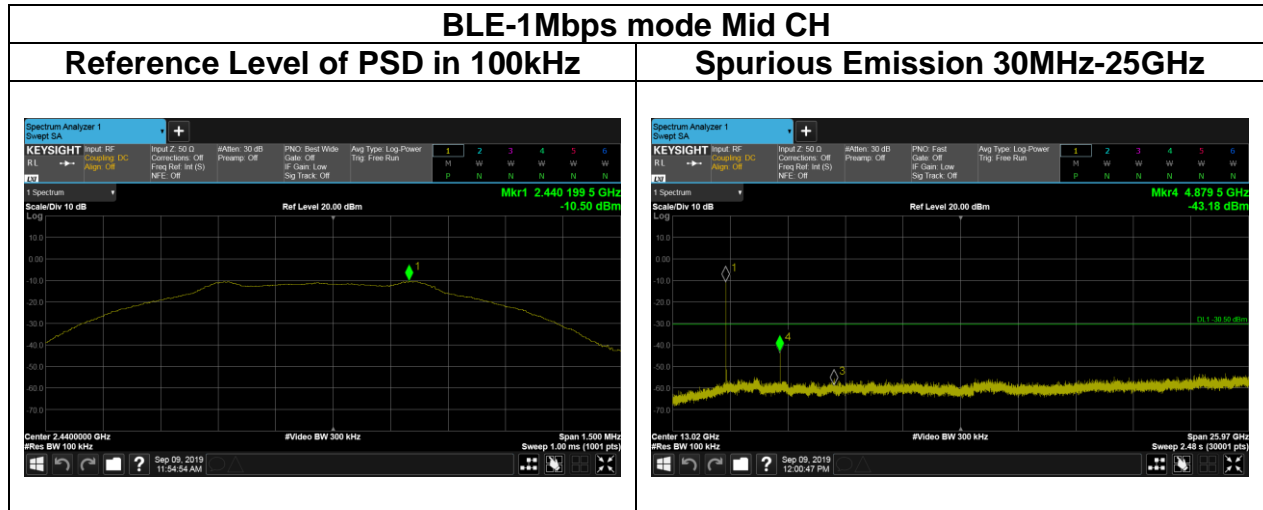 BLE-1Mbps mode Mid CH
Reference Level of PSD in 100kHz
Spurious Emission 30MHz-25GHz
Spectrum Analyzer 1
Swept SA
+
KEYSIGHT
RL
LXI
Input: RF
Coupling: DC
Align: Off
Input Z: 50 Ω
Corrections: Off
Freq Ref: Int (S)
NFE: Off
#Atten: 30 dB
Preamp: Off
PNO: Best Wide
Gate: Off
IF Gain: Low
Sig Track: Off
Avg Type: Log-Power
Trig: Free Run
1 2 3 4 5 6
M W W W W W
P N N N N N
1 Spectrum
Mkr1 2.440 199 5 GHz
Scale/Div 10 dB
Ref Level 20.00 dBm
-10.50 dBm
Log
10.0
0.00
-10.0
-20.0
-30.0
-40.0
-50.0
-60.0
-70.0
1
Center 2.4400000 GHz
#Video BW 300 kHz
Span 1.500 MHz
#Res BW 100 kHz
Sweep 1.00 ms (1001 pts)
?
Sep 09, 2019
11:54:54 AM
Spectrum Analyzer 1
Swept SA
+
KEYSIGHT
RL
LXI
Input: RF
Coupling: DC
Align: Off
Input Z: 50 Ω
Corrections: Off
Freq Ref: Int (S)
NFE: Off
#Atten: 30 dB
Preamp: Off
PNO: Fast
Gate: Off
IF Gain: Low
Sig Track: Off
Avg Type: Log-Power
Trig: Free Run
1 2 3 4 5 6
M W W W W W
P N N N N N
1 Spectrum
Mkr4 4.879 5 GHz
Scale/Div 10 dB
Ref Level 20.00 dBm
-43.18 dBm
Log
10.0
0.00
-10.0
-20.0
-30.0
-40.0
-50.0
-60.0
-70.0
1
DL1 -30.50 dBm
4
3
Center 13.02 GHz
#Video BW 300 kHz
Span 25.97 GHz
#Res BW 100 kHz
Sweep 2.48 s (30001 pts)
?
Sep 09, 2019
12:00:47 PM